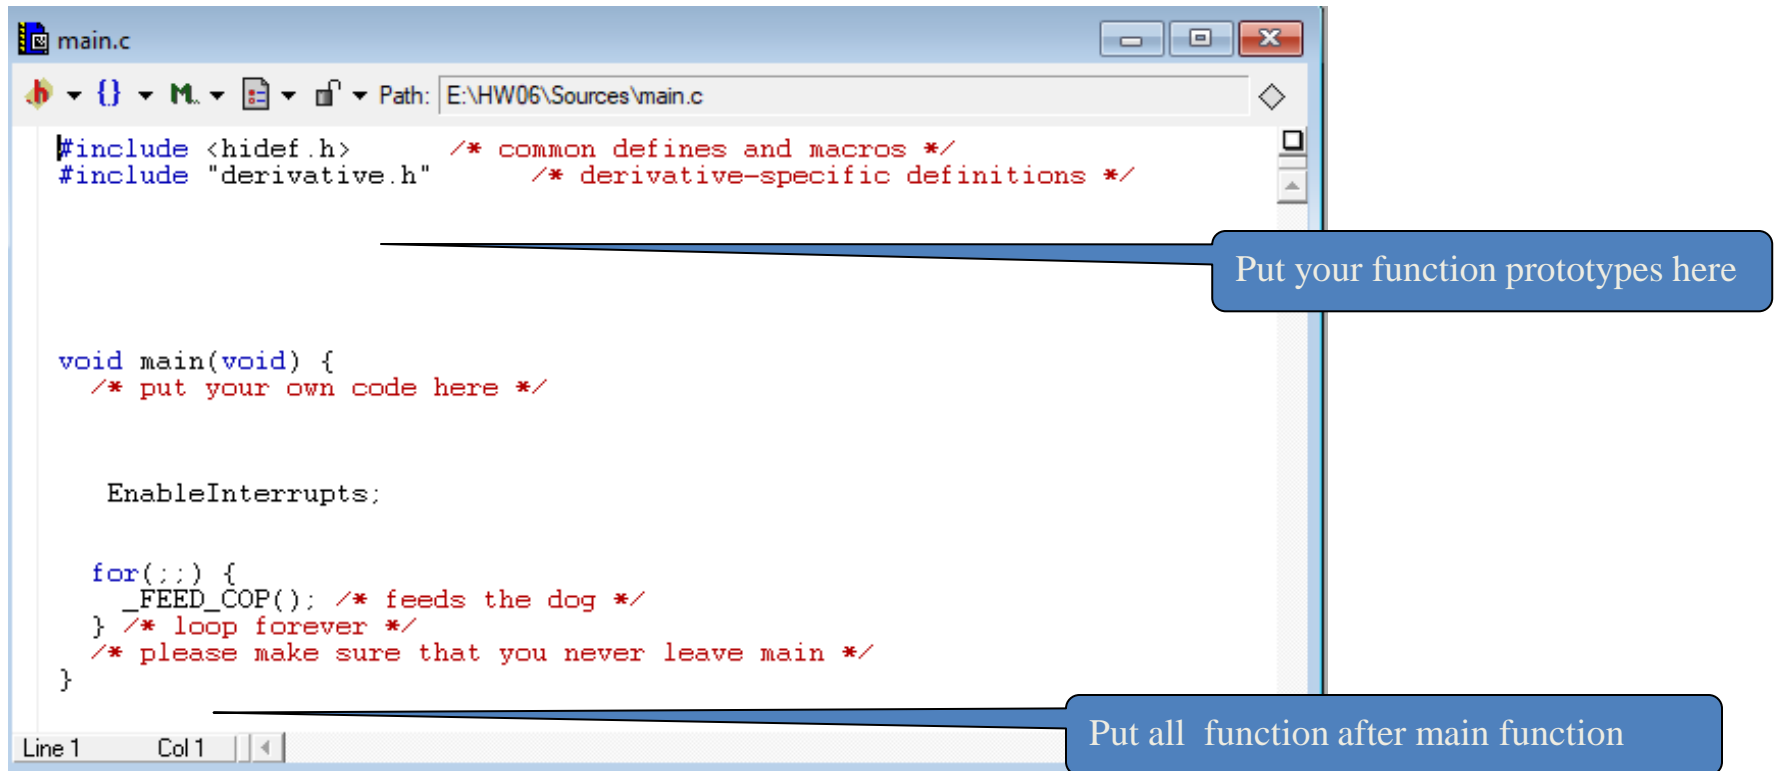 main.c
.h {} M.. Path: E:\HW06\Sources\main.c
#include <hidef.h>      /* common defines and macros */
#include "derivative.h"      /* derivative-specific definitions */
Put your function prototypes here
void main(void) {
  /* put your own code here */
   EnableInterrupts;
  for(;;) {
    _FEED_COP(); /* feeds the dog */
  } /* loop forever */
  /* please make sure that you never leave main */
}
Put all  function after main function
Line 1 Col 1